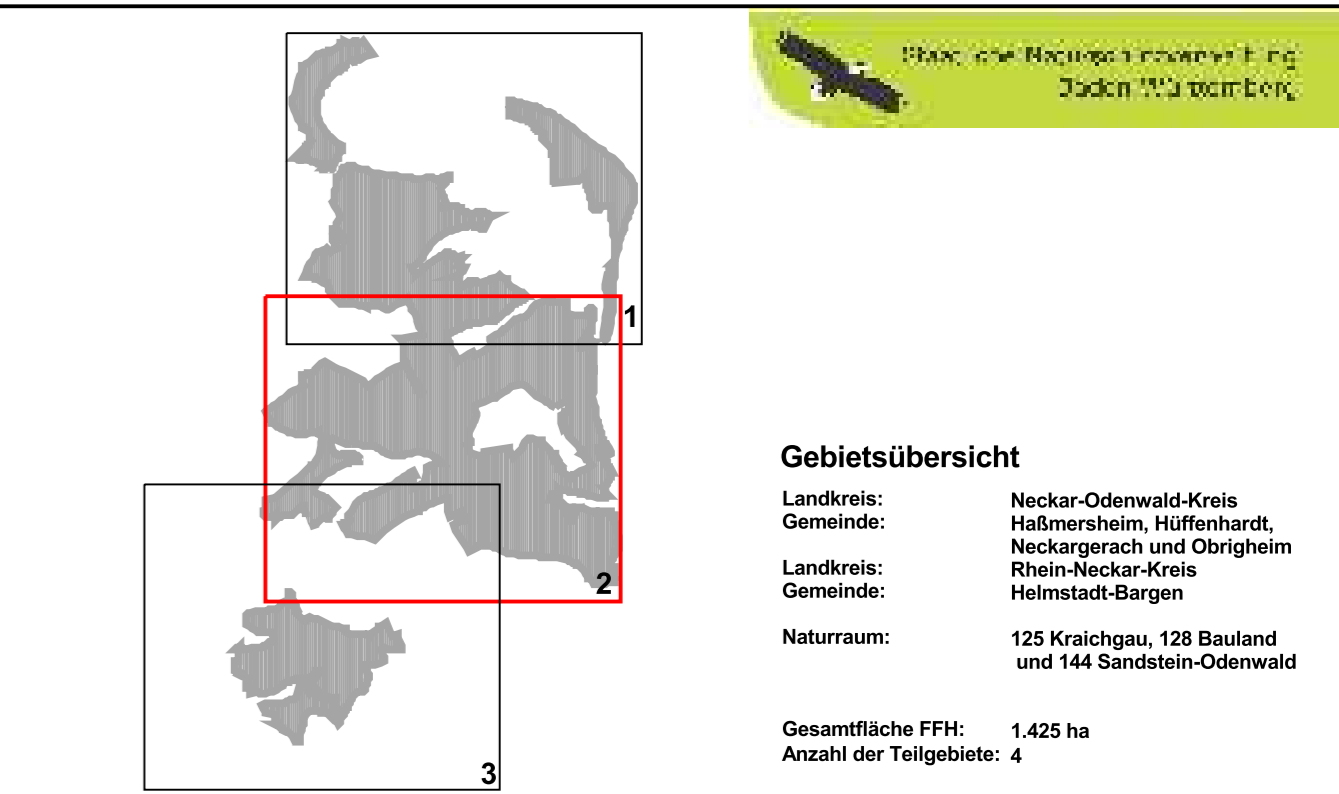 Baden-Württemberg
1
2
3
Gebietsübersicht
Landkreis: Neckar-Odenwald-Kreis
Gemeinde: Haßmersheim, Hüffenhardt,
Neckargerach und Obrigheim
Landkreis: Rhein-Neckar-Kreis
Gemeinde: Helmstadt-Bargen
Naturraum: 125 Kraichgau, 128 Bauland
und 144 Sandstein-Odenwald
Gesamtfläche FFH: 1.425 ha
Anzahl der Teilgebiete: 4